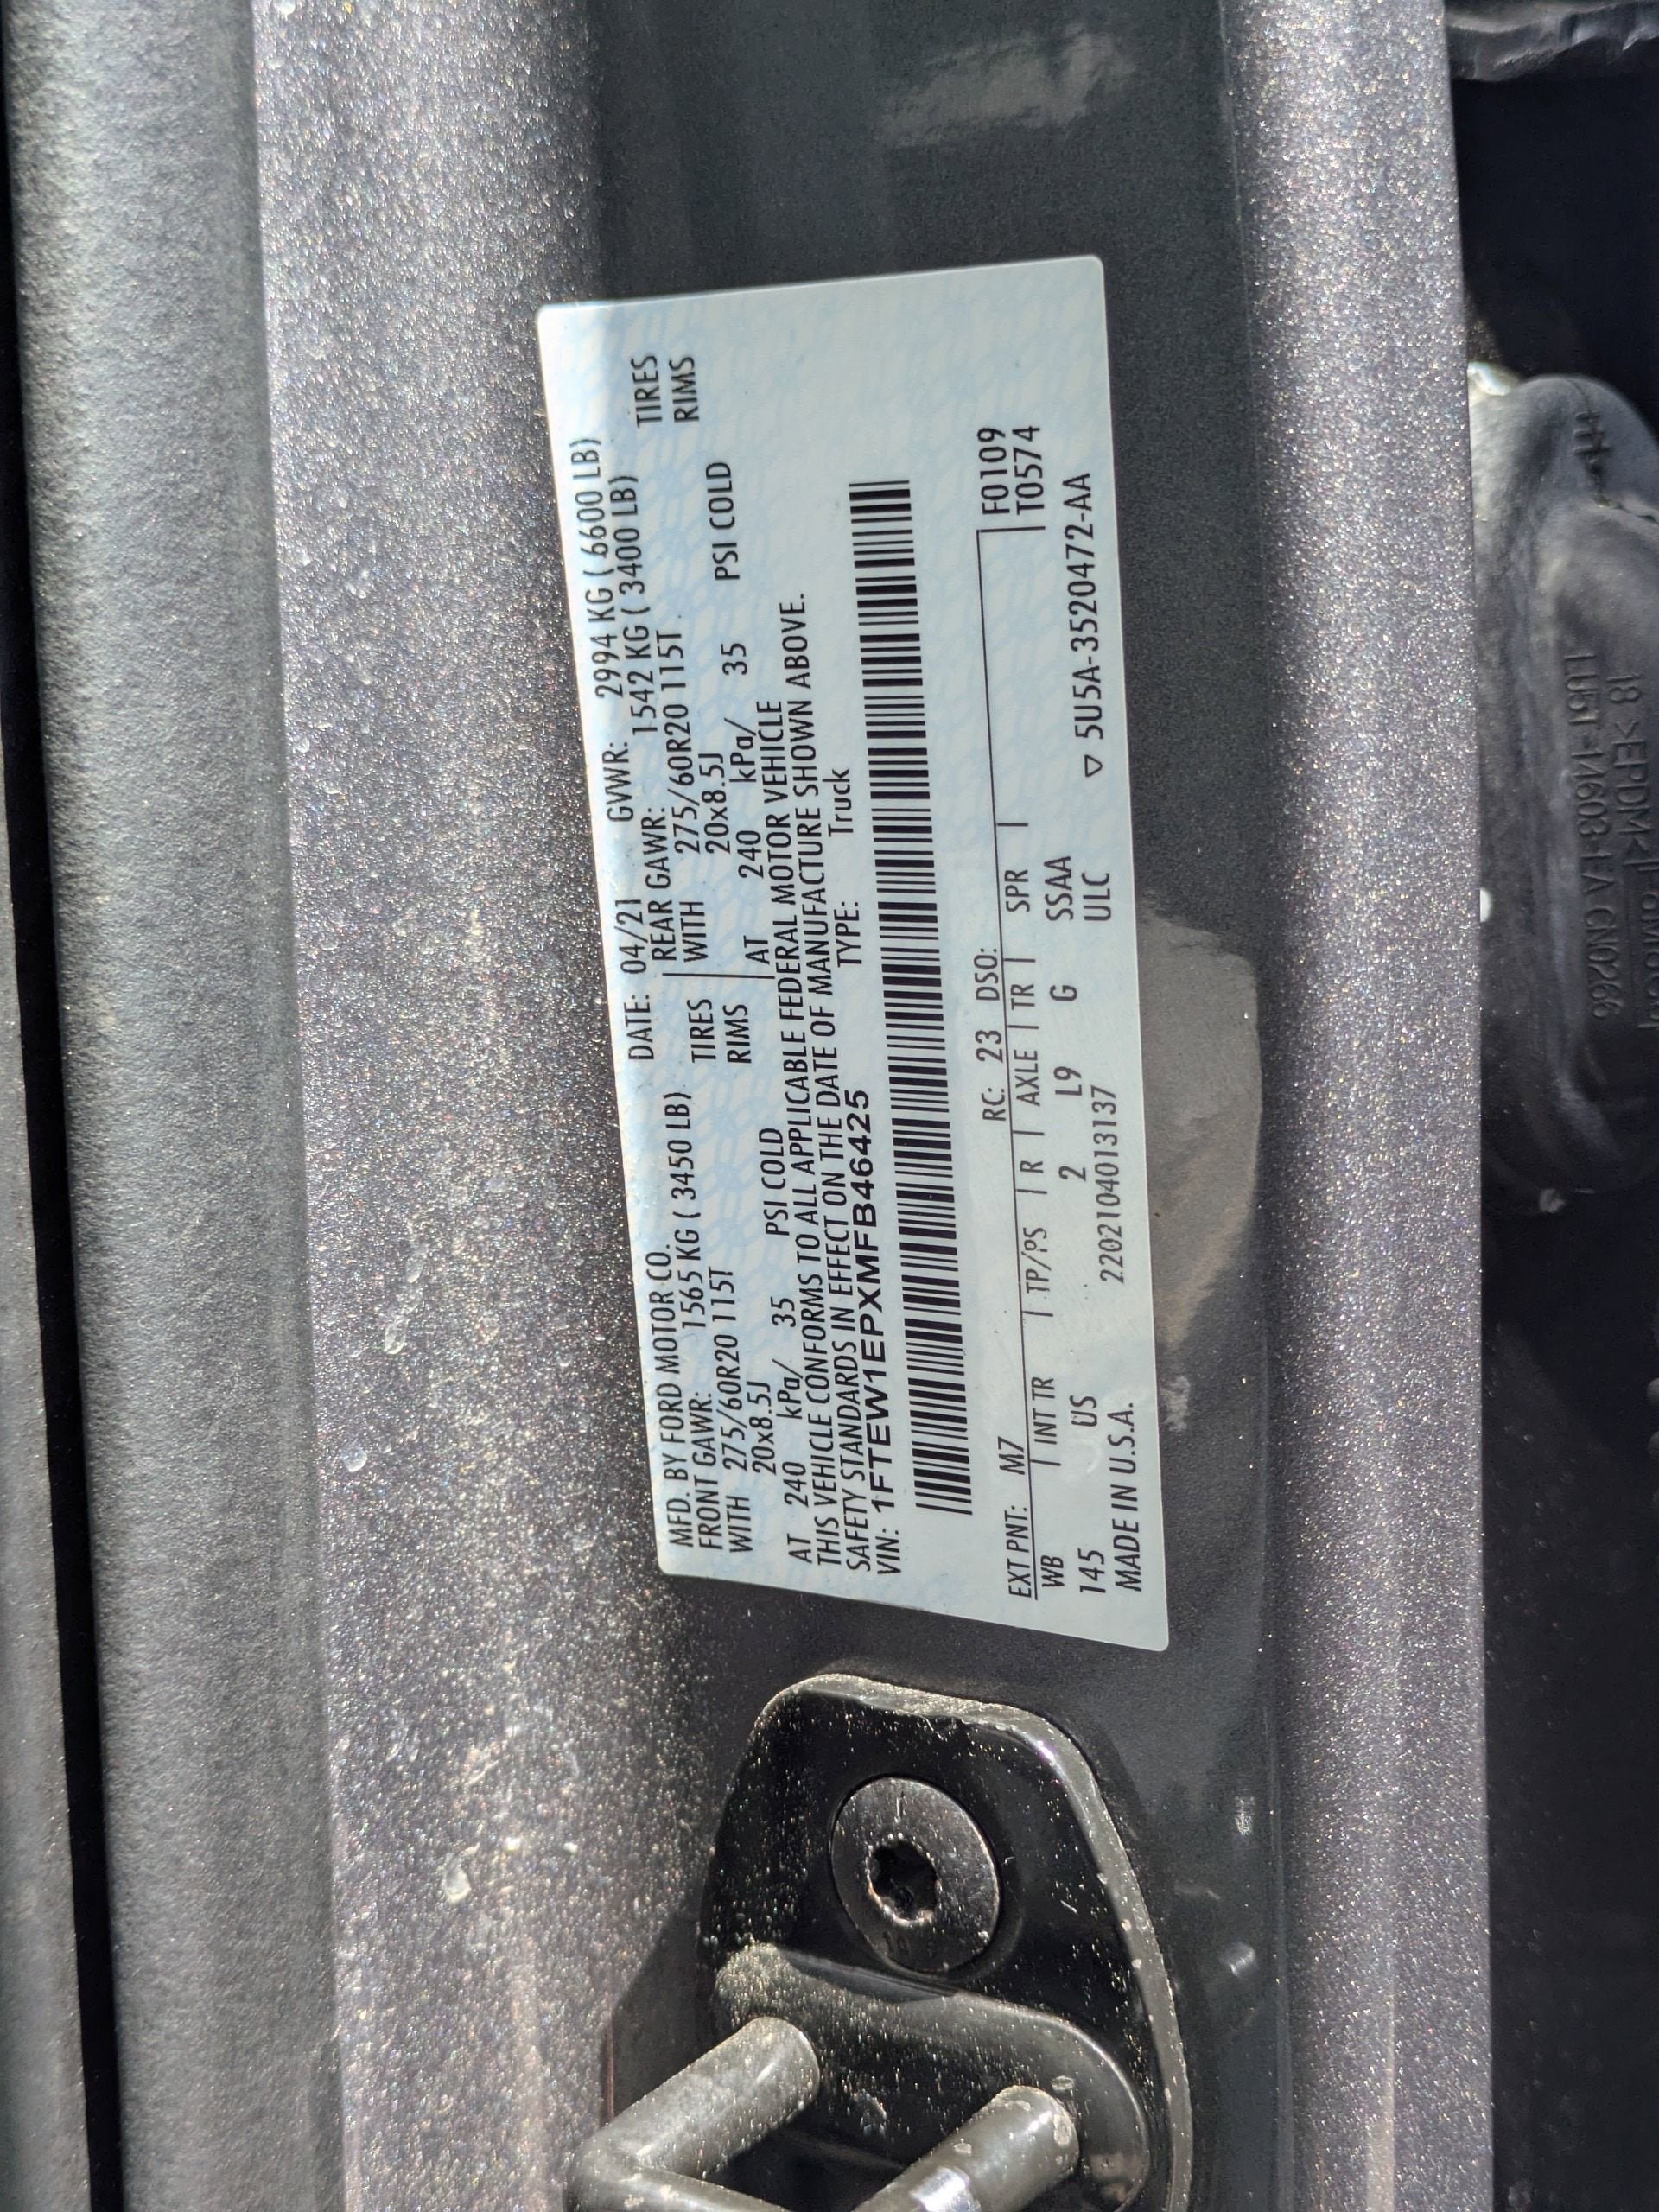 MFD. BY FORD MOTOR CO. DATE: 04/21 GVWR: 2994 KG ( 6600 LB)
FRONT GAWR: 1565 KG ( 3450 LB) REAR GAWR: 1542 KG ( 3400 LB)
WITH 275/60R20 115T TIRES WITH 275/60R20 115T TIRES
20x8.5J RIMS 20x8.5J RIMS
AT 240 kPa/ 35 PSI COLD AT 240 kPa/ 35 PSI COLD
THIS VEHICLE CONFORMS TO ALL APPLICABLE FEDERAL MOTOR VEHICLE
SAFETY STANDARDS IN EFFECT ON THE DATE OF MANUFACTURE SHOWN ABOVE.
VIN: 1FTEW1EPXMFB46425 TYPE: Truck
EXT PNT: M7 RC: 23 DSO: F0109
WB | INT TR | TP/PS | R | AXLE | TR | SPR | T0574
145 US 2 L9 G SSAA
MADE IN U.S.A. 220210401 3137 ULC ▽ 5U5A-3520472-AA
18 >EPDM<